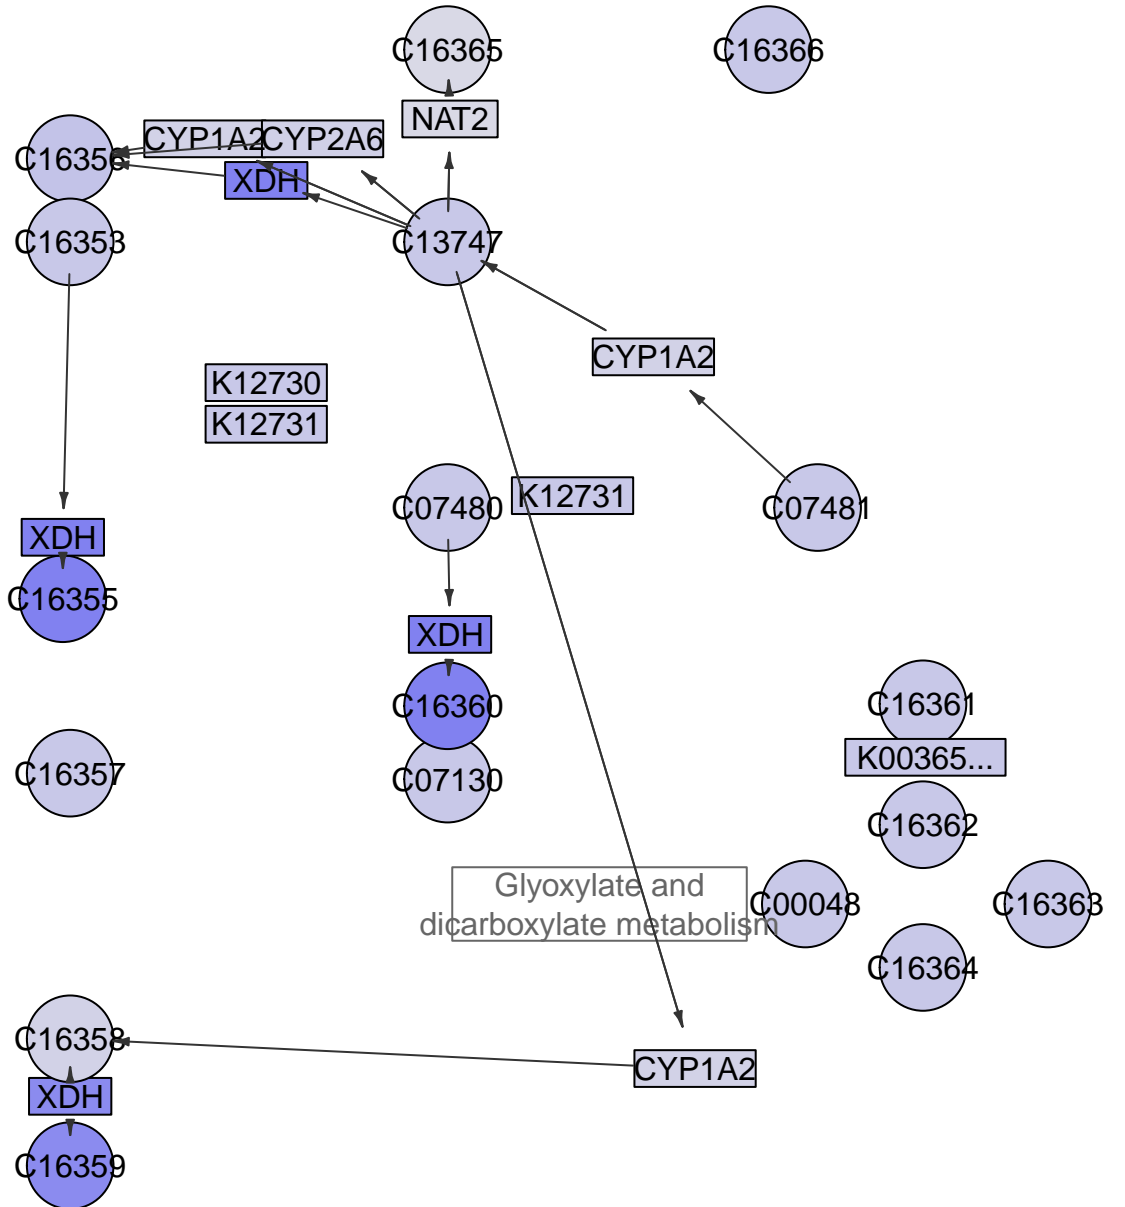 C16365
C16366
NAT2
CYP1A2
CYP2A6
C16356
XDH
C16353
C13747
CYP1A2
K12730
K12731
K12731
C07480
C07481
XDH
C16355
XDH
C16360
C16361
K00365...
C16357
C07130
C16362
Glyoxylate and
dicarboxylate metabolism
C00048
C16363
C16364
C16358
CYP1A2
XDH
C16359